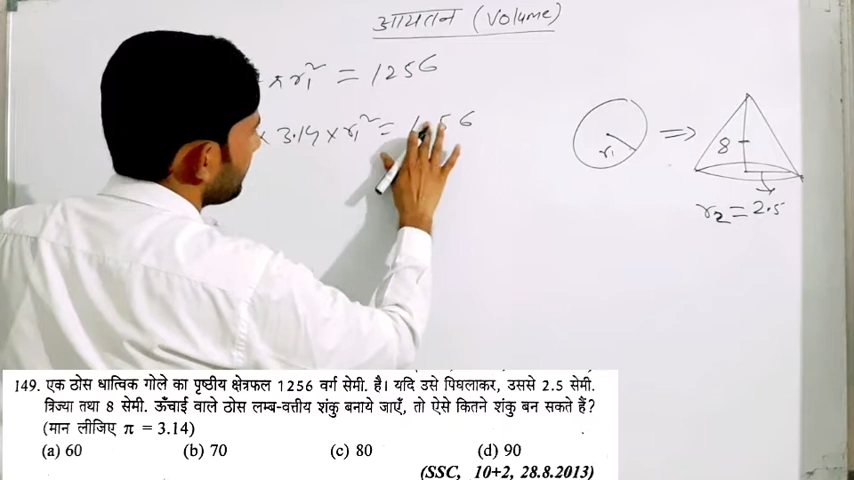 आयतन (Volume)
π r₁² = 1256
× 3.14 × r₁² = 1256
r₁
⇒
8
r₂ = 2.5
149. एक ठोस धात्विक गोले का पृष्ठीय क्षेत्रफल 1256 वर्ग सेमी. है। यदि उसे पिघलाकर, उससे 2.5 सेमी.
त्रिज्या तथा 8 सेमी. ऊँचाई वाले ठोस लम्ब-वत्तीय शंकु बनाये जाएँ, तो ऐसे कितने शंकु बन सकते हैं?
(मान लीजिए π = 3.14)
(a) 60 (b) 70 (c) 80 (d) 90
(SSC, 10+2, 28.8.2013)